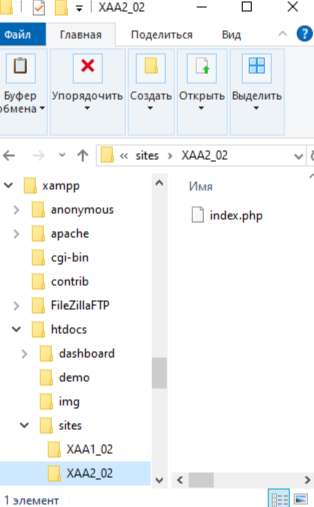 XAA2_02
Файл Главная Поделиться Вид
Буфер обмена Упорядочить Создать Открыть Выделить
« sites › XAA2_02
xampp
Имя
anonymous
index.php
apache
cgi-bin
contrib
FileZillaFTP
htdocs
dashboard
demo
img
sites
XAA1_02
XAA2_02
1 элемент